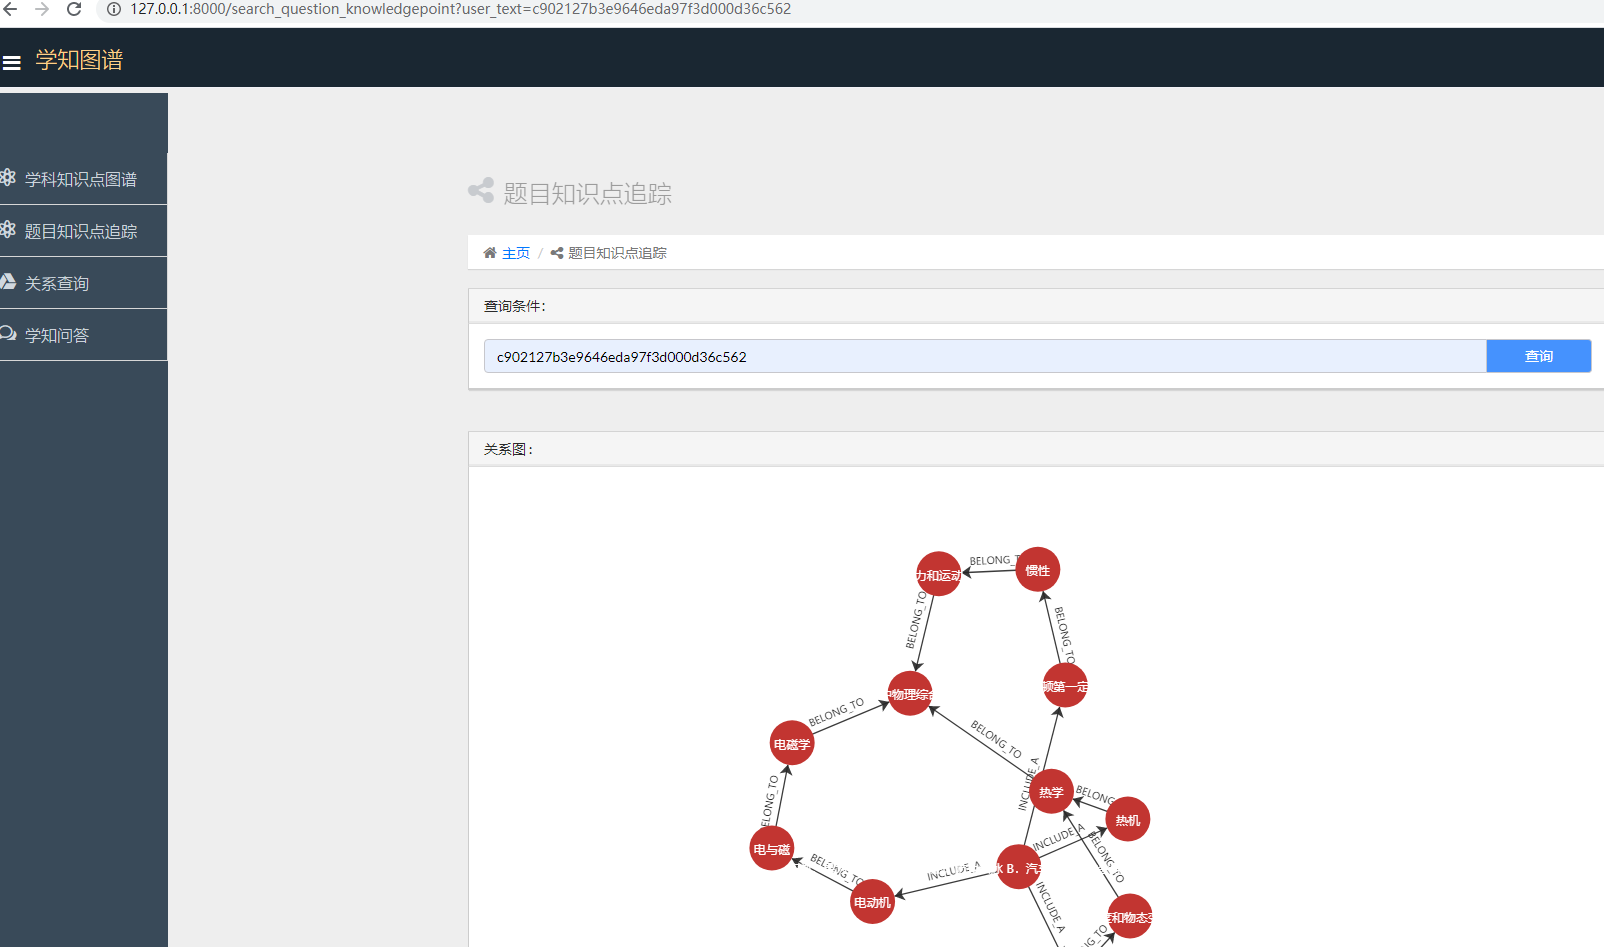 127.0.0.1:8000/search_question_knowledgepoint?user_text=c902127b3e9646eda97f3d000d36c562
学知图谱
学科知识点图谱
题目知识点追踪
关系查询
学知问答
题目知识点追踪
主页 / 题目知识点追踪
查询条件:
c902127b3e9646eda97f3d000d36c562 查询
关系图:
BELONG_T
力和运动
惯性
BELONG_TO
BELONG_TO
物理综合
顿第一定
BELONG_TO
BELONG_TO
电磁学
INCLUDE_A
热学
BELONG
热机
ELONG_TO
INCLUDE_A
BELONG_TO
电与磁
BELONG_TO
INCLUDE_A
B. 汽车
INCLUDE_A
电动机
和物态变
NG_TO